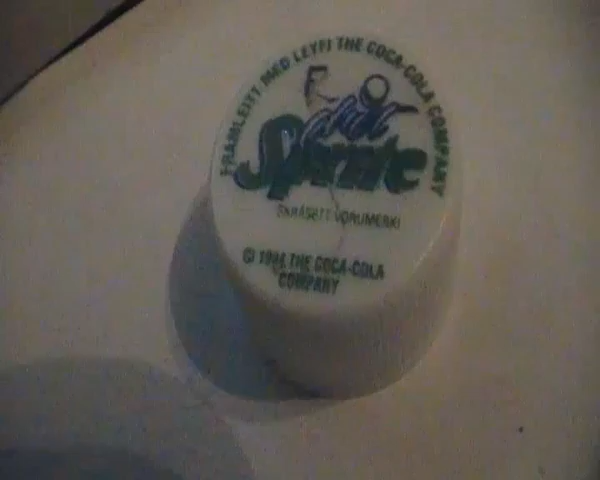 FRAMLEITT MEÐ LEYFI THE COCA-COLA COMPANY
R
diet
Sprite
SKRÁSETT VÖRUMERKI
© 1994 THE COCA-COLA
COMPANY